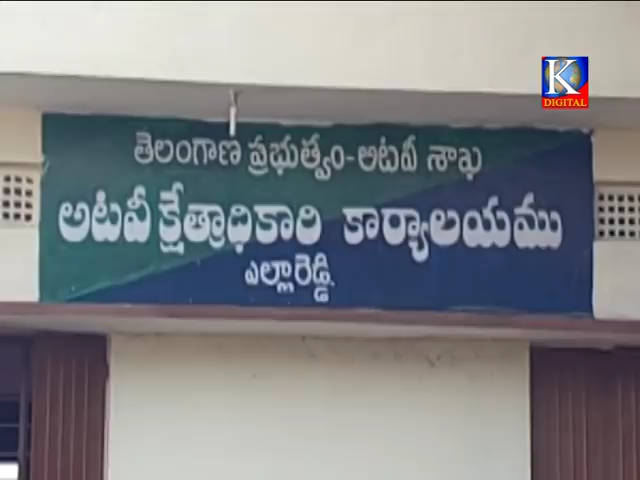 K
DIGITAL
తెలంగాణ ప్రభుత్వం-అటవీ శాఖ
అటవీ క్షేత్రాధికారి కార్యాలయము
ఎల్లారెడ్డి.